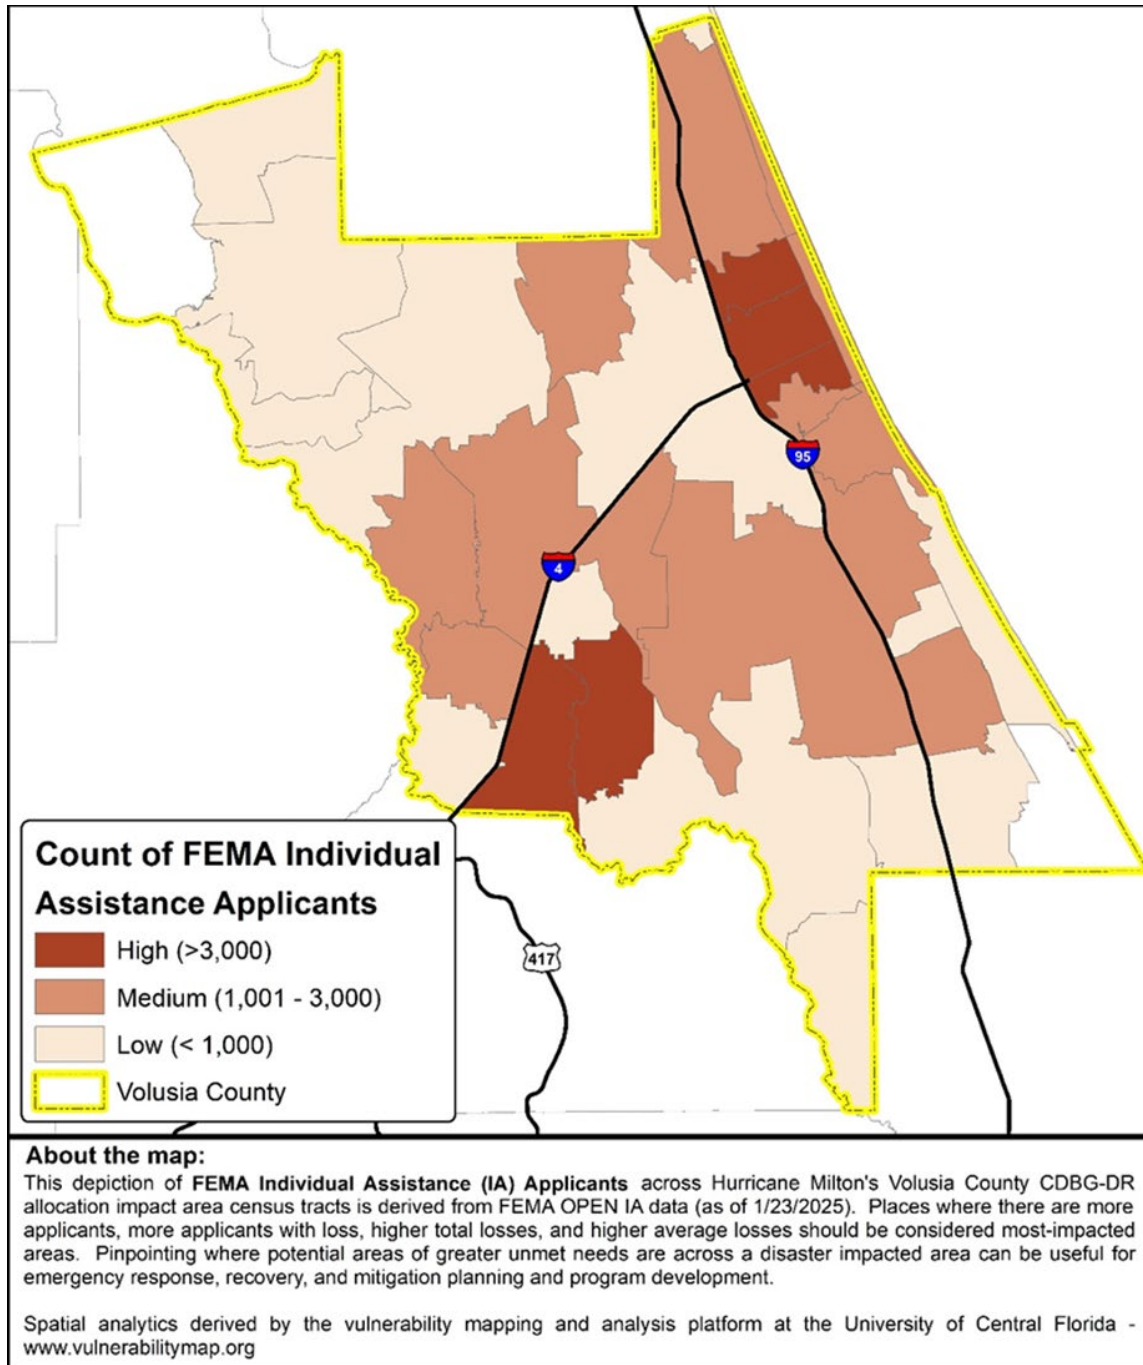 95
4
Count of FEMA Individual
Assistance Applicants
High (>3,000)
Medium (1,001 - 3,000)
Low (< 1,000)
Volusia County
417
About the map:
This depiction of FEMA Individual Assistance (IA) Applicants across Hurricane Milton's Volusia County CDBG-DR
allocation impact area census tracts is derived from FEMA OPEN IA data (as of 1/23/2025). Places where there are more
applicants, more applicants with loss, higher total losses, and higher average losses should be considered most-impacted
areas. Pinpointing where potential areas of greater unmet needs are across a disaster impacted area can be useful for
emergency response, recovery, and mitigation planning and program development.
Spatial analytics derived by the vulnerability mapping and analysis platform at the University of Central Florida -
www.vulnerabilitymap.org